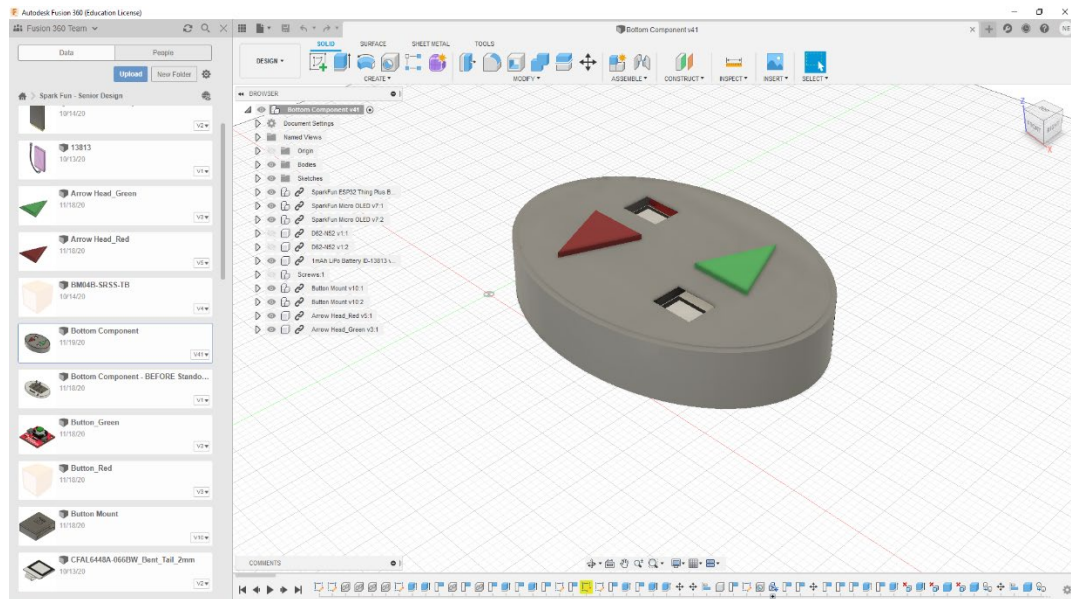 Autodesk Fusion 360 (Education License)
Fusion 360 Team
Bottom Component v41
Data
People
Upload
New Folder
Spark Fun - Senior Design
10/14/20
V2
13813
10/13/20
V1
Arrow Head_Green
11/18/20
Arrow Head_Red
11/18/20
V5
BM04B-SRSS-TB
10/14/20
Bottom Component
11/19/20
V41
Bottom Component - BEFORE Stando...
11/18/20
V1
Button_Green
11/18/20
Button_Red
11/18/20
Button Mount
11/18/20
V10
CFAL6448A-066BW_Bent_Tail_2mm
10/13/20
V2
DESIGN
SOLID
SURFACE
SHEET METAL
TOOLS
CREATE
MODIFY
ASSEMBLE
CONSTRUCT
INSPECT
INSERT
SELECT
BROWSER
Bottom Component v41
Document Settings
Named Views
Origin
Bodies
Sketches
SparkFun ESP32 Thing Plus B...
SparkFun Micro OLED v7:1
SparkFun Micro OLED v7:2
D62-N52 v1:1
D62-N52 v1:2
1mAh LiPo Battery ID-13813 v...
Screws:1
Button Mount v10:1
Button Mount v10:2
Arrow Head_Red v5:1
Arrow Head_Green v3:1
Z
X
COMMENTS